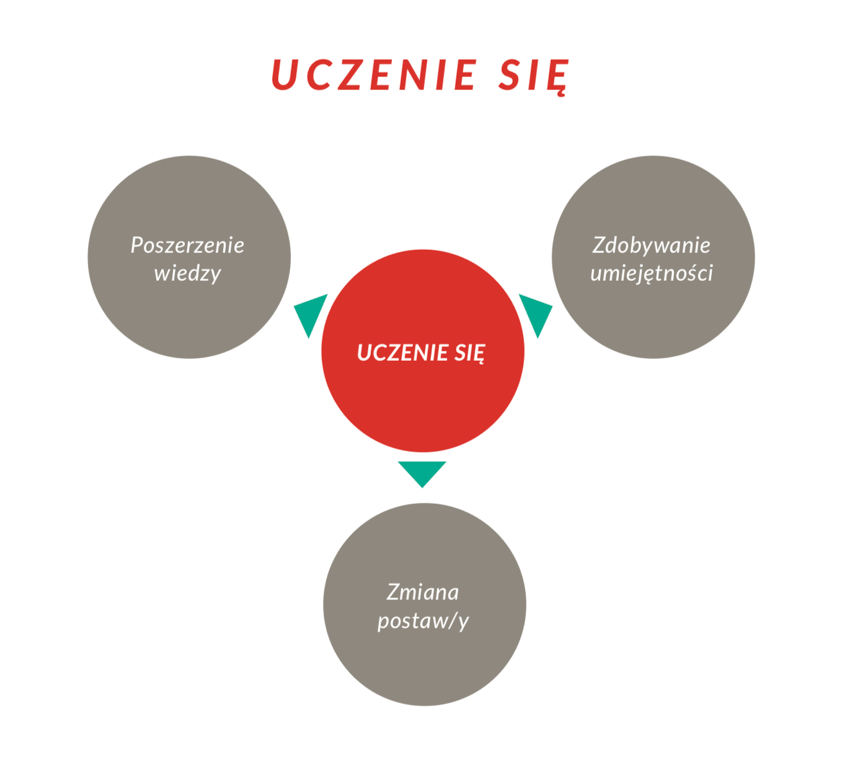 UCZENIE SIĘ
Poszerzenie
wiedzy
Zdobywanie
umiejętności
UCZENIE SIĘ
Zmiana
postaw/y